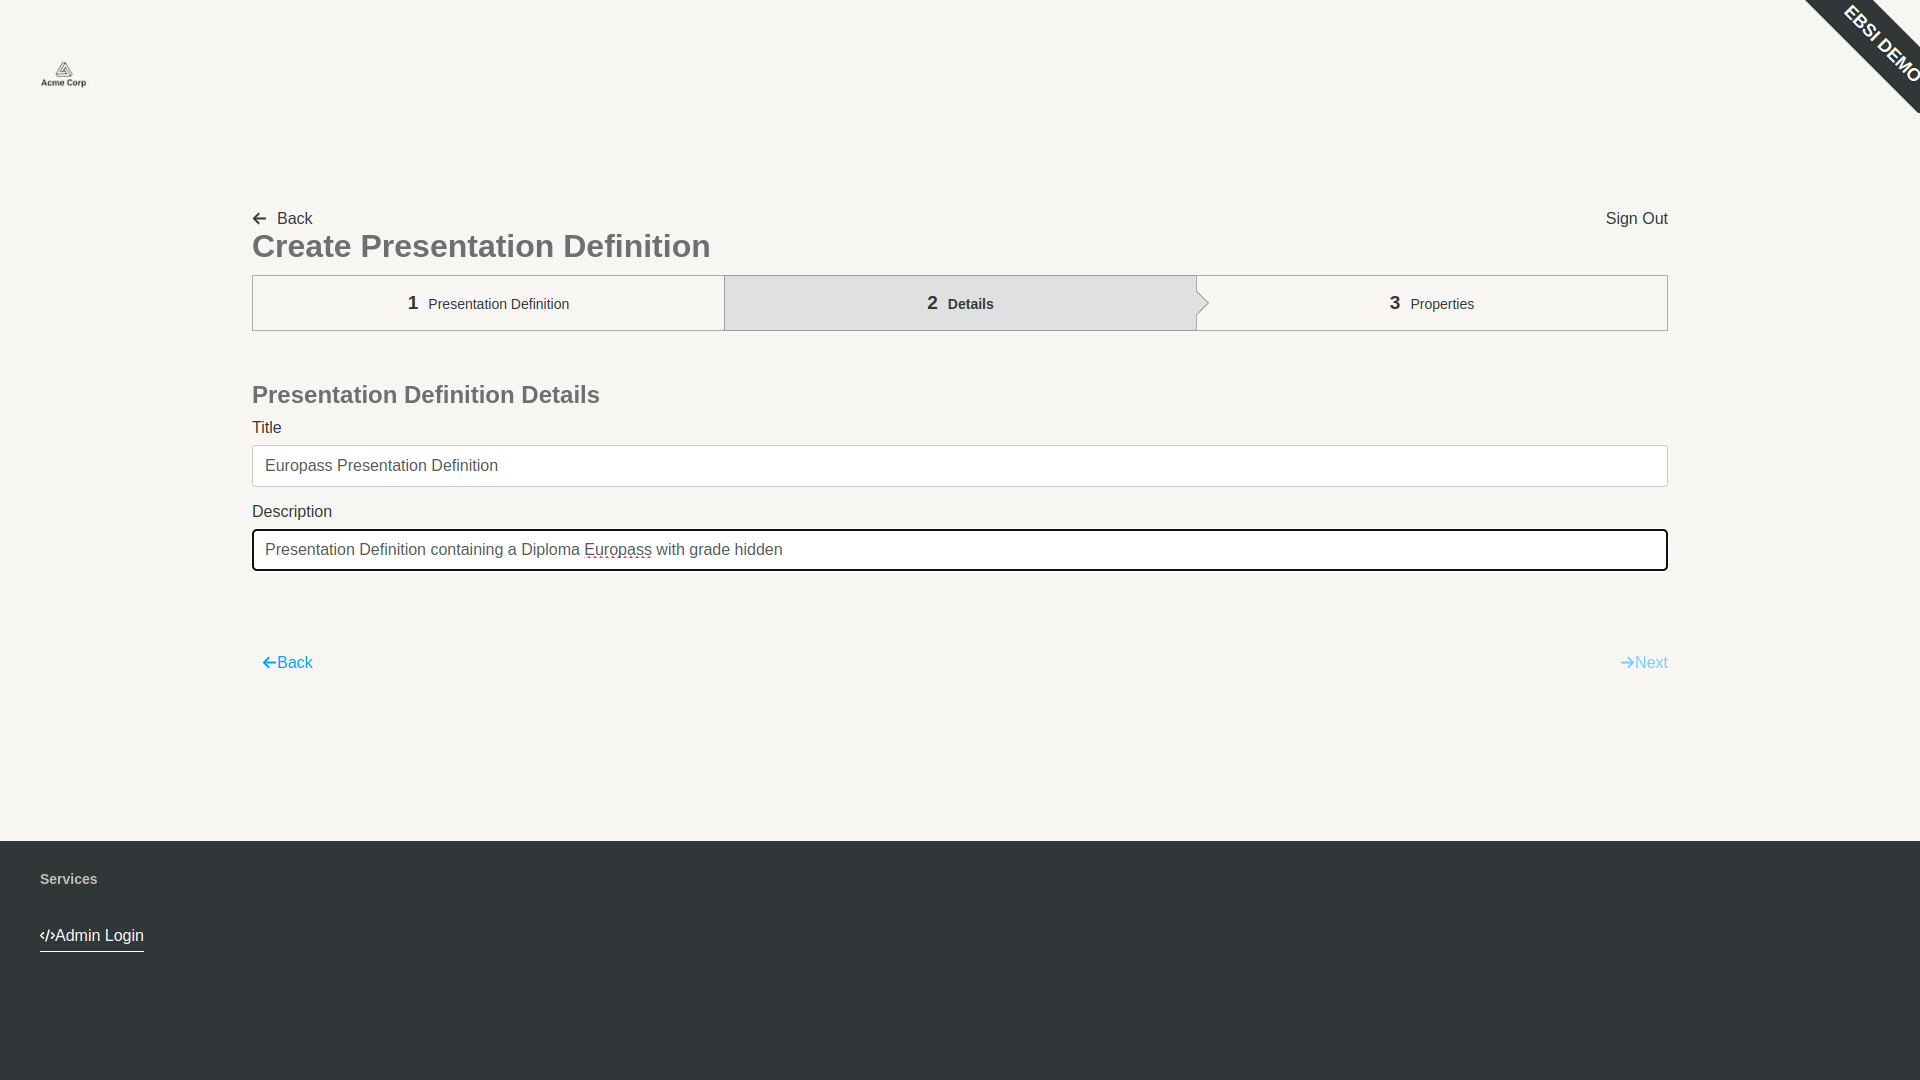 EBSI DEMO
Acme Corp
Back
Sign Out
Create Presentation Definition
1 Presentation Definition
2 Details
3 Properties
Presentation Definition Details
Title
Europass Presentation Definition
Description
Presentation Definition containing a Diploma Europass with grade hidden
Back
Next
Services
Admin Login